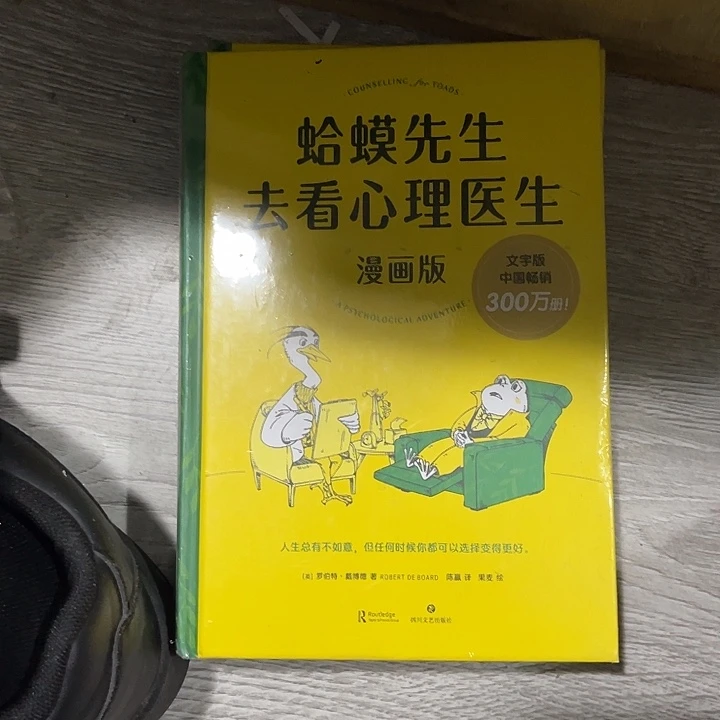 COUNSELLING for TOADS
蛤蟆先生
去看心理医生
漫画版
文字版
中国畅销
300万册!
A PSYCHOLOGICAL ADVENTURE
人生总有不如意，但任何时候你都可以选择变得更好。
[英] 罗伯特·戴博德 著 ROBERT DE BOARD 陈赢 译 果麦 绘
Routledge
四川文艺出版社